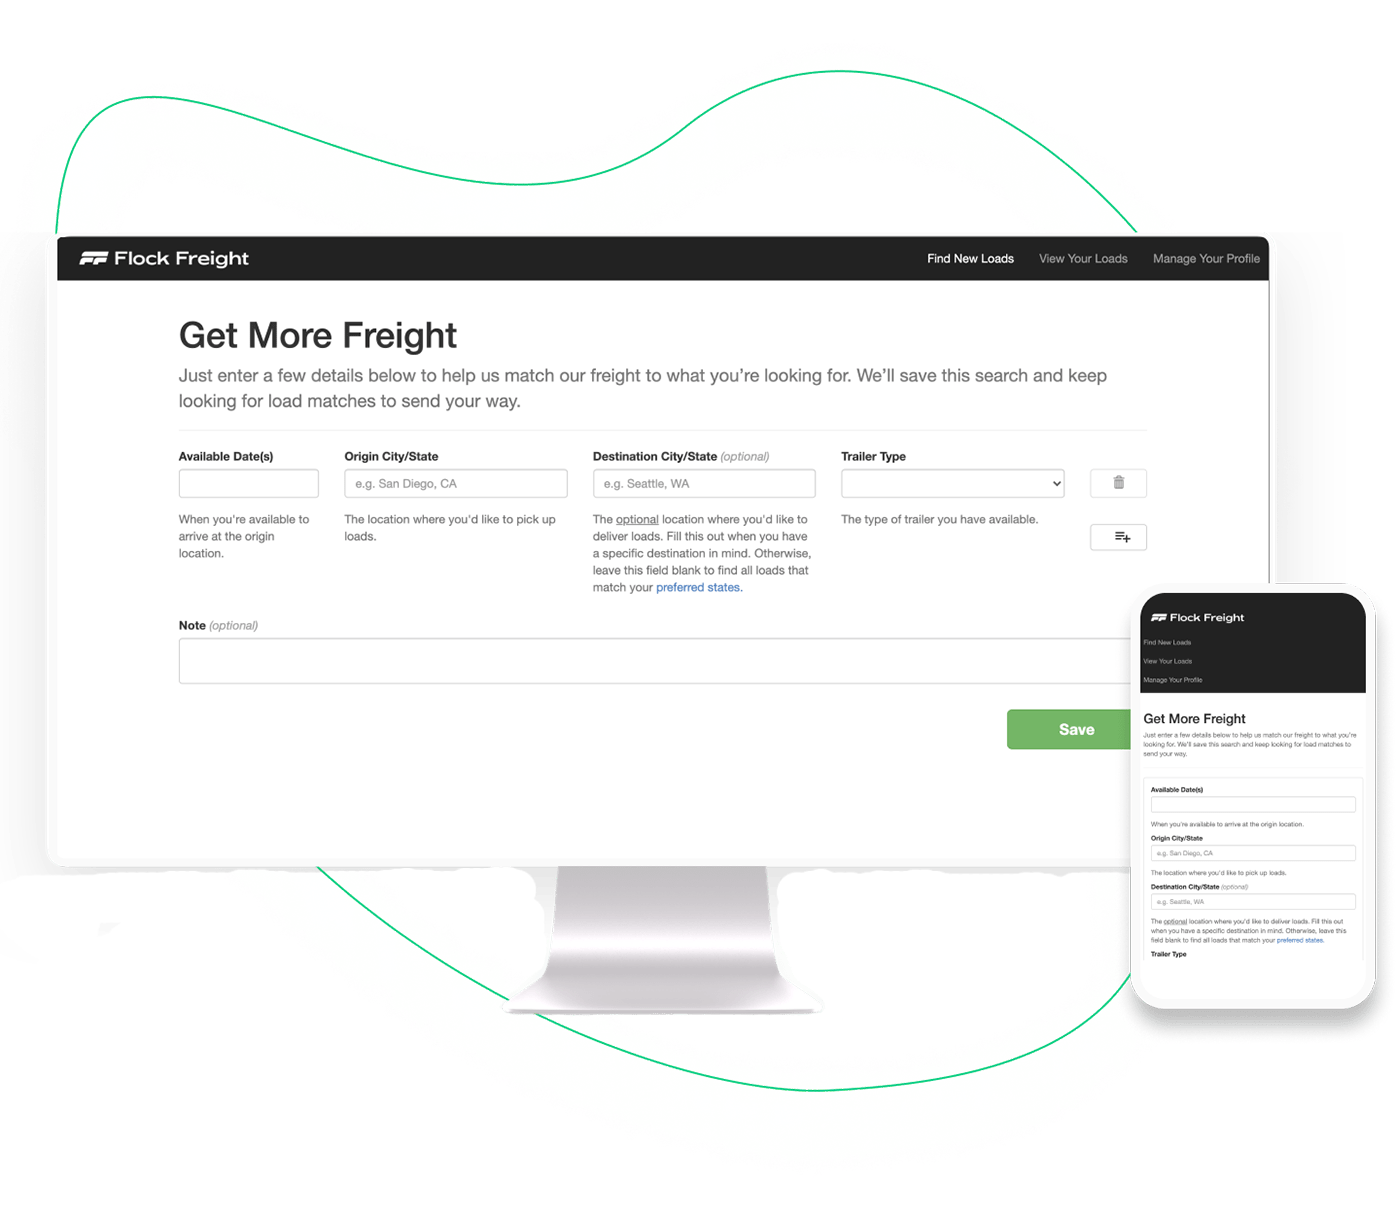 Flock Freight
Find New Loads View Your Loads Manage Your Profile
Get More Freight
Just enter a few details below to help us match our freight to what you’re looking for. We’ll save this search and keep
looking for load matches to send your way.
Available Date(s)
When you're available to
arrive at the origin
location.
Origin City/State
e.g. San Diego, CA
The location where you'd like to pick up
loads.
Destination City/State (optional)
e.g. Seattle, WA
The optional location where you'd like to
deliver loads. Fill this out when you have
a specific destination in mind. Otherwise,
leave this field blank to find all loads that
match your preferred states.
Trailer Type
The type of trailer you have available.
Note (optional)
Save
Flock Freight
Find New Loads
View Your Loads
Manage Your Profile
Get More Freight
Just enter a few details below to help us match our freight to what you're
looking for. We'll save this search and keep looking for load matches to
send your way.
Available Date(s)
When you're available to arrive at the origin location.
Origin City/State
e.g. San Diego, CA
The location where you'd like to pick up loads.
Destination City/State (optional)
e.g. Seattle, WA
The optional location where you'd like to deliver loads. Fill this out
when you have a specific destination in mind. Otherwise, leave this
field blank to find all loads that match your preferred states.
Trailer Type